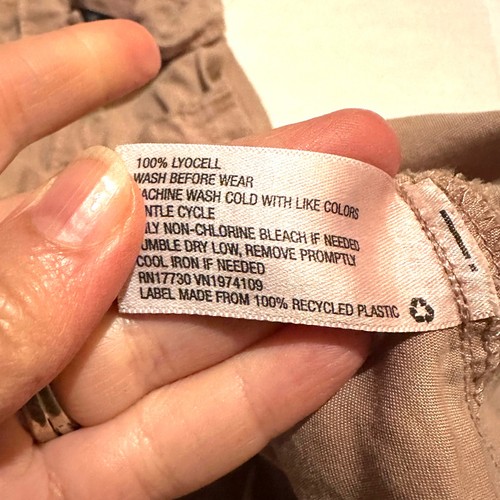 100% LYOCELL
WASH BEFORE WEAR
ACHINE WASH COLD WITH LIKE COLORS
NTLE CYCLE
LY NON-CHLORINE BLEACH IF NEEDED
UMBLE DRY LOW, REMOVE PROMPTLY
COOL IRON IF NEEDED
RN17730 VN1974109
LABEL MADE FROM 100% RECYCLED PLASTIC